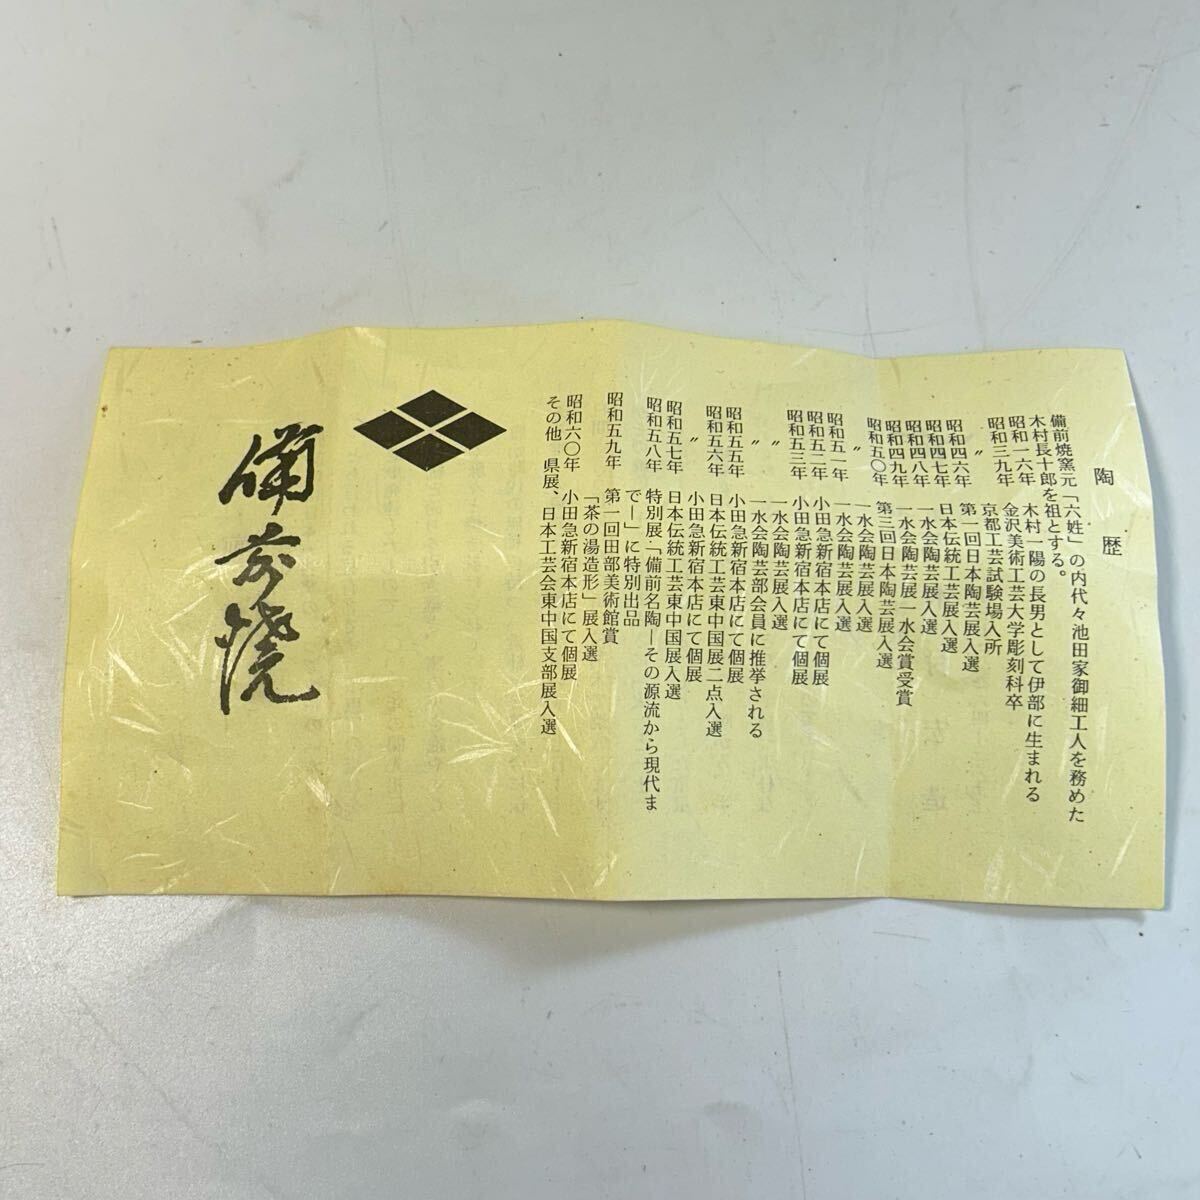 陶歴
備前焼窯元「六姓」の内代々池田家御細工人を務めた
木村長十郎を祖とする。
昭和一六年 木村一陽の長男として伊部に生まれる
昭和三九年 金沢美術工芸大学彫刻科卒
〃 京都工芸試験場入所
昭和四六年 第一回日本陶芸展入選
昭和四七年 日本伝統工芸展入選
昭和四八年 一水会陶芸展入選
昭和四九年 一水会陶芸展一水会賞受賞
昭和五〇年 第三回日本陶芸展入選
〃 一水会陶芸展入選
昭和五一年 一水会陶芸展入選
昭和五二年 小田急新宿本店にて個展
昭和五三年 小田急新宿本店にて個展
〃 一水会陶芸展入選
〃 一水会陶芸部会員に推挙される
昭和五五年 小田急新宿本店にて個展
昭和五六年 日本伝統工芸東中国展二点入選
〃 小田急新宿本店にて個展
昭和五七年 日本伝統工芸東中国展入選
昭和五八年 特別展「備前名陶―その源流から現代ま
で―」に特別出品
昭和五九年 第一回田部美術館賞
「茶の湯造形」展入選
昭和六〇年 小田急新宿本店にて個展
その他 県展、日本工芸会東中国支部展入選
備前焼